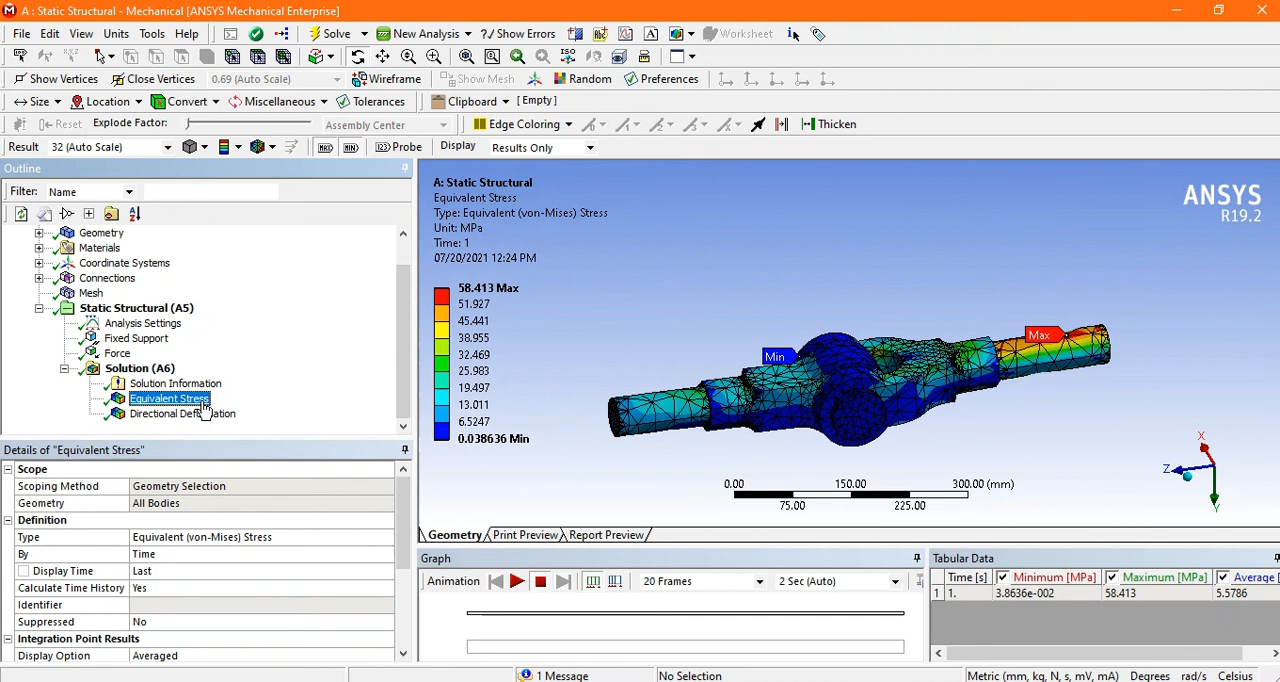 A : Static Structural - Mechanical [ANSYS Mechanical Enterprise]
File Edit View Units Tools Help Solve New Analysis ?/ Show Errors Worksheet
Show Vertices Close Vertices 0.69 (Auto Scale) Wireframe Show Mesh Random Preferences
Size Location Convert Miscellaneous Tolerances Clipboard [ Empty ]
Reset Explode Factor: Assembly Center Edge Coloring Thicken
Result 32 (Auto Scale) MAX MIN Probe Display Results Only
Outline
Filter: Name
Geometry
Materials
Coordinate Systems
Connections
Mesh
Static Structural (A5)
Analysis Settings
Fixed Support
Force
Solution (A6)
Solution Information
Equivalent Stress
Directional Deformation
Details of "Equivalent Stress"
Scope
Scoping Method Geometry Selection
Geometry All Bodies
Definition
Type Equivalent (von-Mises) Stress
By Time
Display Time Last
Calculate Time History Yes
Identifier
Suppressed No
Integration Point Results
Display Option Averaged
A: Static Structural
Equivalent Stress
Type: Equivalent (von-Mises) Stress
Unit: MPa
Time: 1
07/20/2021 12:24 PM
58.413 Max
51.927
45.441
38.955
32.469
25.983
19.497
13.011
6.5247
0.038636 Min
ANSYS
R19.2
Min
Max
0.00 150.00 300.00 (mm)
75.00 225.00
X
Z
Y
Geometry Print Preview Report Preview
Graph
Animation 20 Frames 2 Sec (Auto)
Tabular Data
Time [s] Minimum [MPa] Maximum [MPa] Average [
1 1. 3.8636e-002 58.413 5.5786
1 Message No Selection Metric (mm, kg, N, s, mV, mA) Degrees rad/s Celsius